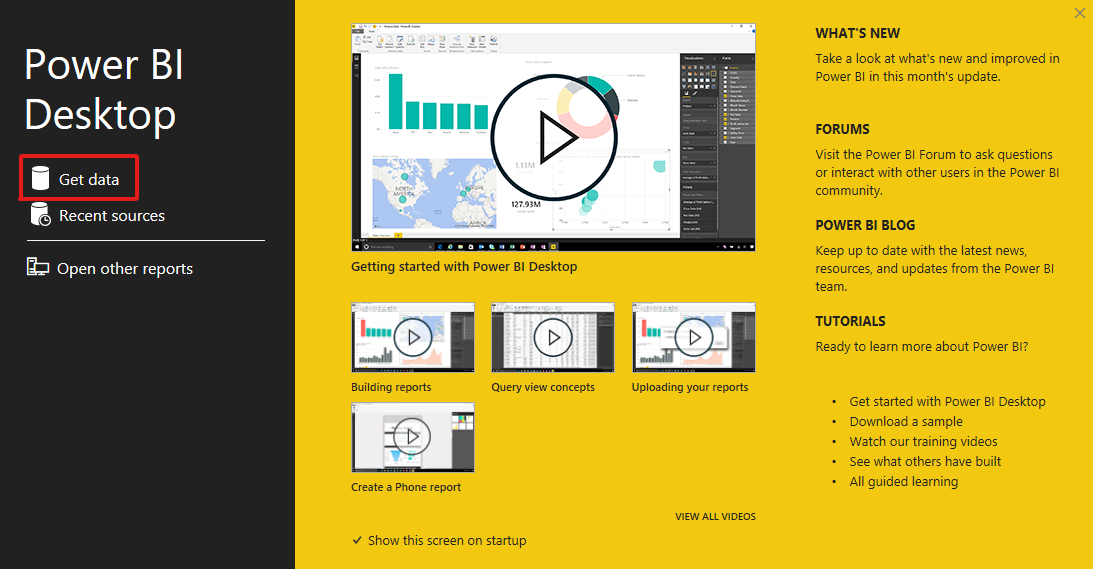 Power BI
Desktop
Get data
Recent sources
Open other reports
127.93M
Getting started with Power BI Desktop
Building reports
Query view concepts
Uploading your reports
Create a Phone report
VIEW ALL VIDEOS
Show this screen on startup
WHAT'S NEW
Take a look at what's new and improved in
Power BI in this month's update.
FORUMS
Visit the Power BI Forum to ask questions
or interact with other users in the Power BI
community.
POWER BI BLOG
Keep up to date with the latest news,
resources, and updates from the Power BI
team.
TUTORIALS
Ready to learn more about Power BI?
• Get started with Power BI Desktop
• Download a sample
• Watch our training videos
• See what others have built
• All guided learning